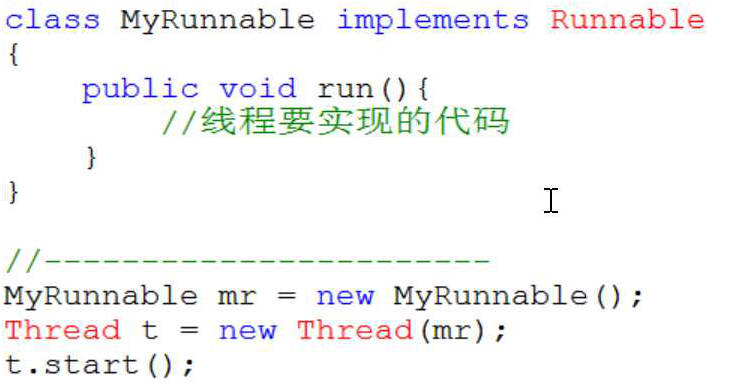 class MyRunnable implements Runnable
{
    public void run(){
        //线程要实现的代码
    }
}
//-----------------------
MyRunnable mr = new MyRunnable();
Thread t = new Thread(mr);
t.start();